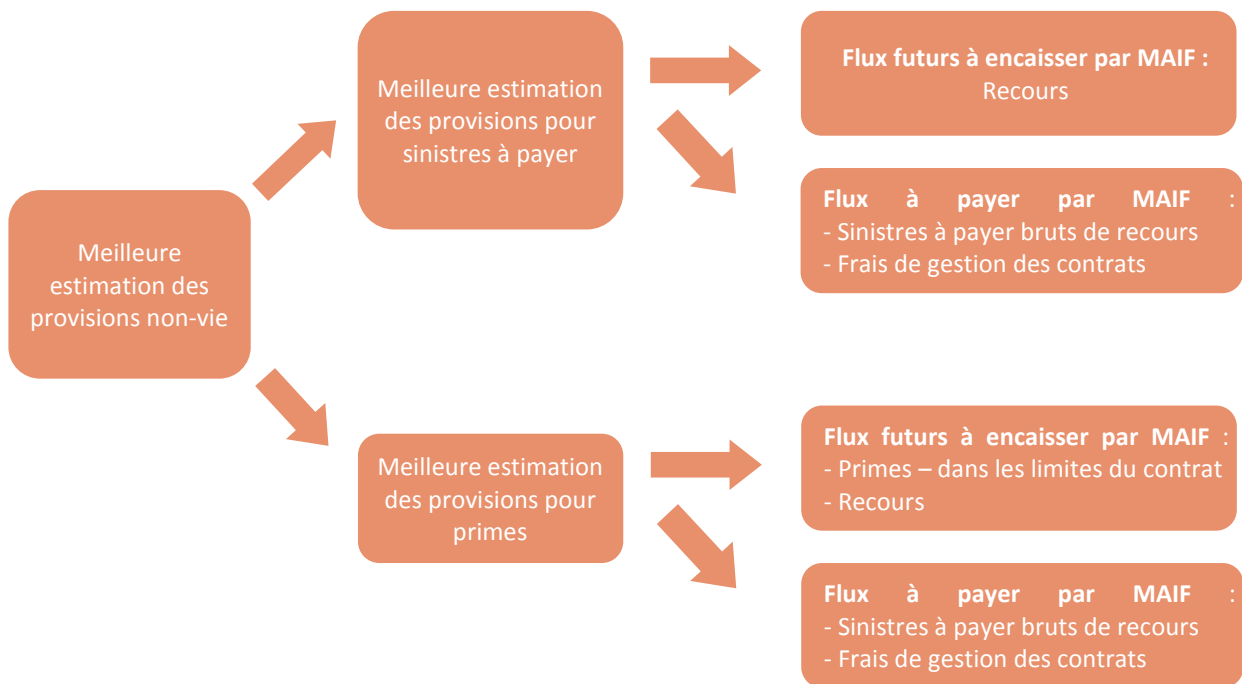 Meilleure
estimation des
provisions non-vie
Meilleure estimation
des provisions pour
sinistres à payer
Flux futurs à encaisser par MAIF :
Recours
Flux à payer par MAIF :
- Sinistres à payer bruts de recours
- Frais de gestion des contrats
Meilleure estimation
des provisions pour
primes
Flux futurs à encaisser par MAIF :
- Primes – dans les limites du contrat
- Recours
Flux à payer par MAIF :
- Sinistres à payer bruts de recours
- Frais de gestion des contrats